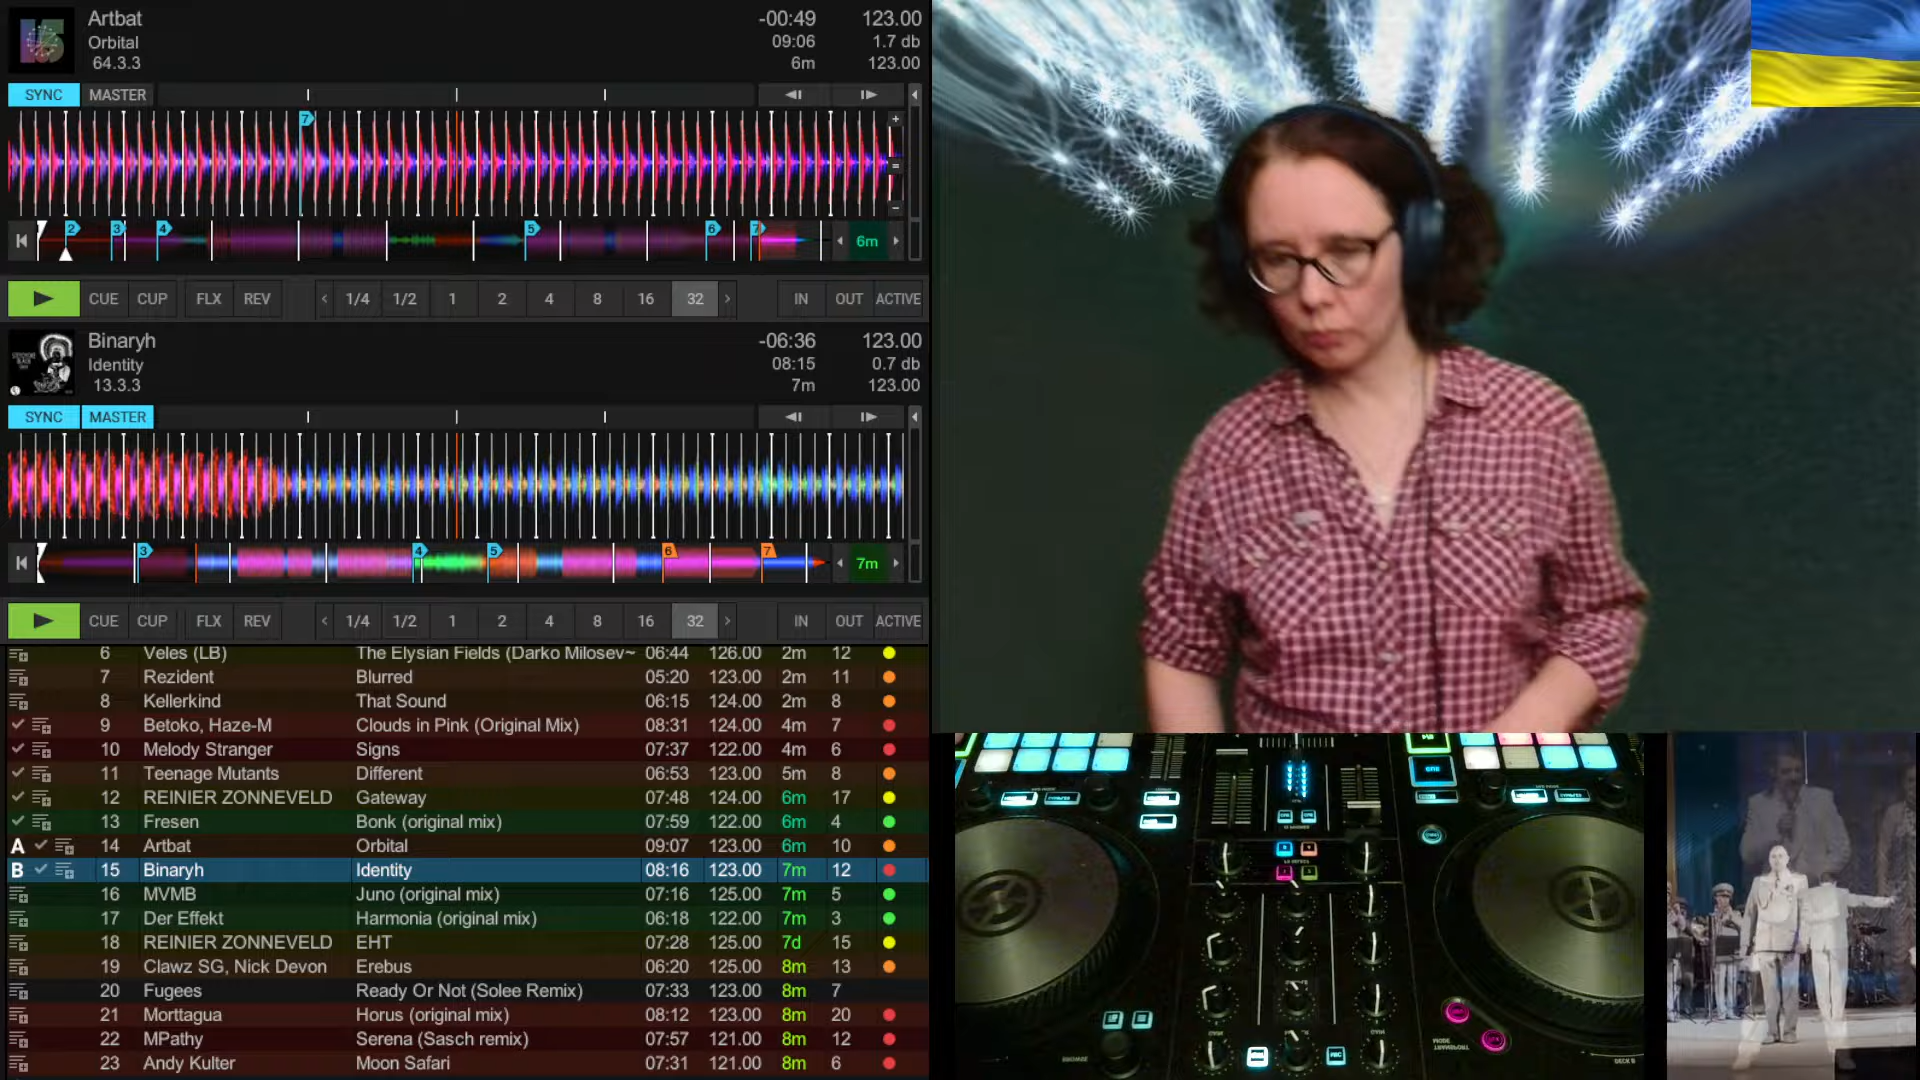 Artbat -00:49 123.00
Orbital 09:06 1.7 db
64.3.3 6m 123.00
SYNC MASTER
7
+
=
−
2 3 4 5 6 7 6m
CUE CUP FLX REV 1/4 1/2 1 2 4 8 16 32 IN OUT ACTIVE
Binaryh -06:36 123.00
Identity 08:15 0.7 db
13.3.3 7m 123.00
SYNC MASTER
3 4 5 6 7 7m
CUE CUP FLX REV 1/4 1/2 1 2 4 8 16 32 IN OUT ACTIVE
6 Veles (LB) The Elysian Fields (Darko Milosev~ 06:44 126.00 2m 12
7 Rezident Blurred 05:20 123.00 2m 11
8 Kellerkind That Sound 06:15 124.00 2m 8
9 Betoko, Haze-M Clouds in Pink (Original Mix) 08:31 124.00 4m 7
10 Melody Stranger Signs 07:37 122.00 4m 6
11 Teenage Mutants Different 06:53 123.00 5m 8
12 REINIER ZONNEVELD Gateway 07:48 124.00 6m 17
13 Fresen Bonk (original mix) 07:59 122.00 6m 4
A 14 Artbat Orbital 09:07 123.00 6m 10
B 15 Binaryh Identity 08:16 123.00 7m 12
16 MVMB Juno (original mix) 07:16 125.00 7m 5
17 Der Effekt Harmonia (original mix) 06:18 122.00 7m 3
18 REINIER ZONNEVELD EHT 07:28 125.00 7d 15
19 Clawz SG, Nick Devon Erebus 06:20 125.00 8m 13
20 Fugees Ready Or Not (Solee Remix) 07:33 123.00 8m 7
21 Morttagua Horus (original mix) 08:12 123.00 8m 20
22 MPathy Serena (Sasch remix) 07:57 121.00 8m 12
23 Andy Kulter Moon Safari 07:31 121.00 8m 6